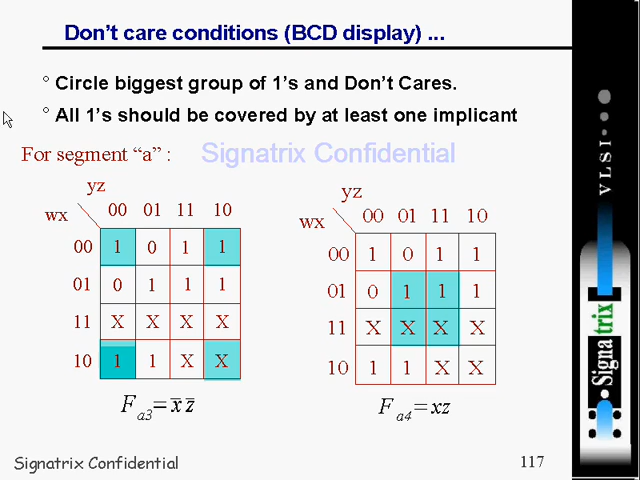 Don't care conditions (BCD display) ...
° Circle biggest group of 1's and Don't Cares.
° All 1's should be covered by at least one implicant
For segment “a” :
Signatrix Confidential
yz
wx
00 01 11 10
00 1 0 1 1
01 0 1 1 1
11 X X X X
10 1 1 X X
F a3 = x̅ z̅
yz
wx
00 01 11 10
00 1 0 1 1
01 0 1 1 1
11 X X X X
10 1 1 X X
F a4 = xz
Signatrix Confidential
117
VLSI
Signatrix